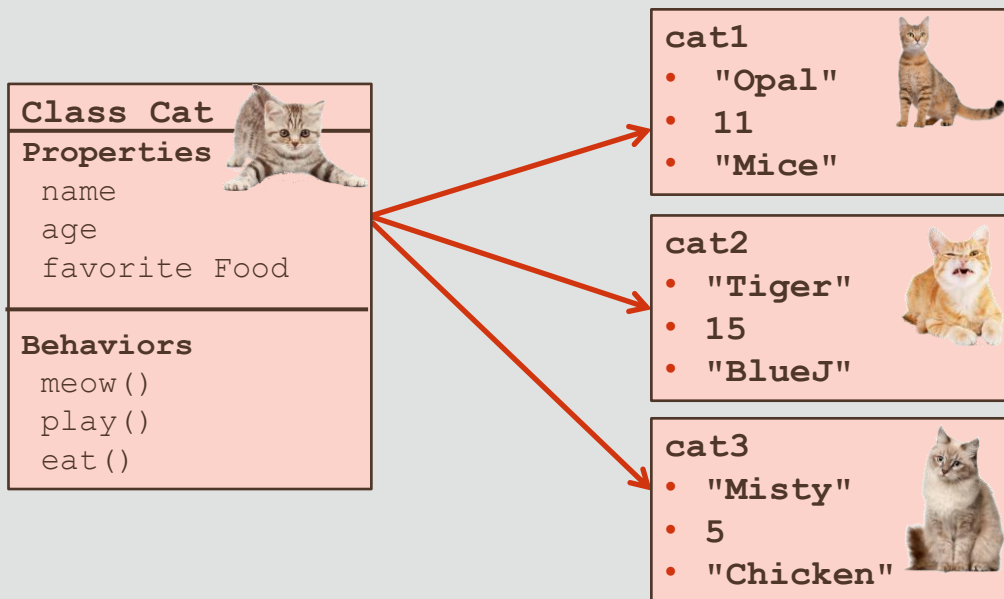 Class Cat
Properties
name
age
favorite Food
Behaviors
meow()
play()
eat()
cat1
• "Opal"
• 11
• "Mice"
cat2
• "Tiger"
• 15
• "BlueJ"
cat3
• "Misty"
• 5
• "Chicken"